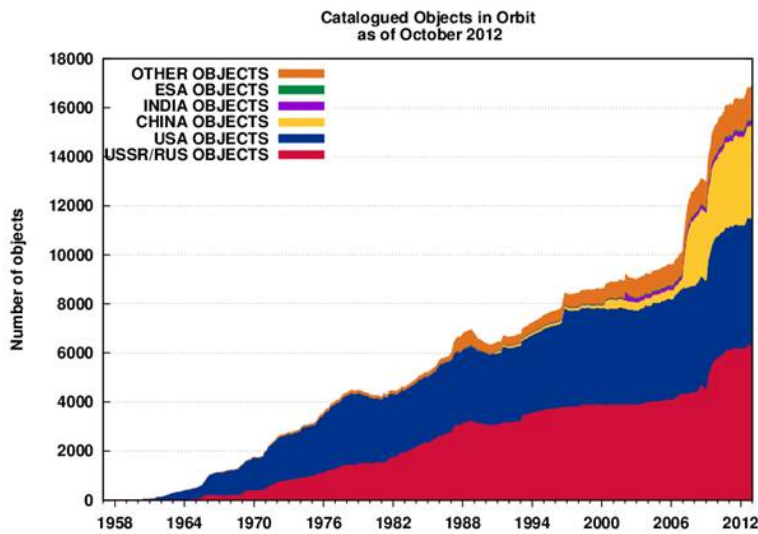 Catalogued Objects in Orbit
as of October 2012
18000
16000
14000
12000
10000
8000
6000
4000
2000
0
Number of objects
OTHER OBJECTS
ESA OBJECTS
INDIA OBJECTS
CHINA OBJECTS
USA OBJECTS
USSR/RUS OBJECTS
1958 1964 1970 1976 1982 1988 1994 2000 2006 2012